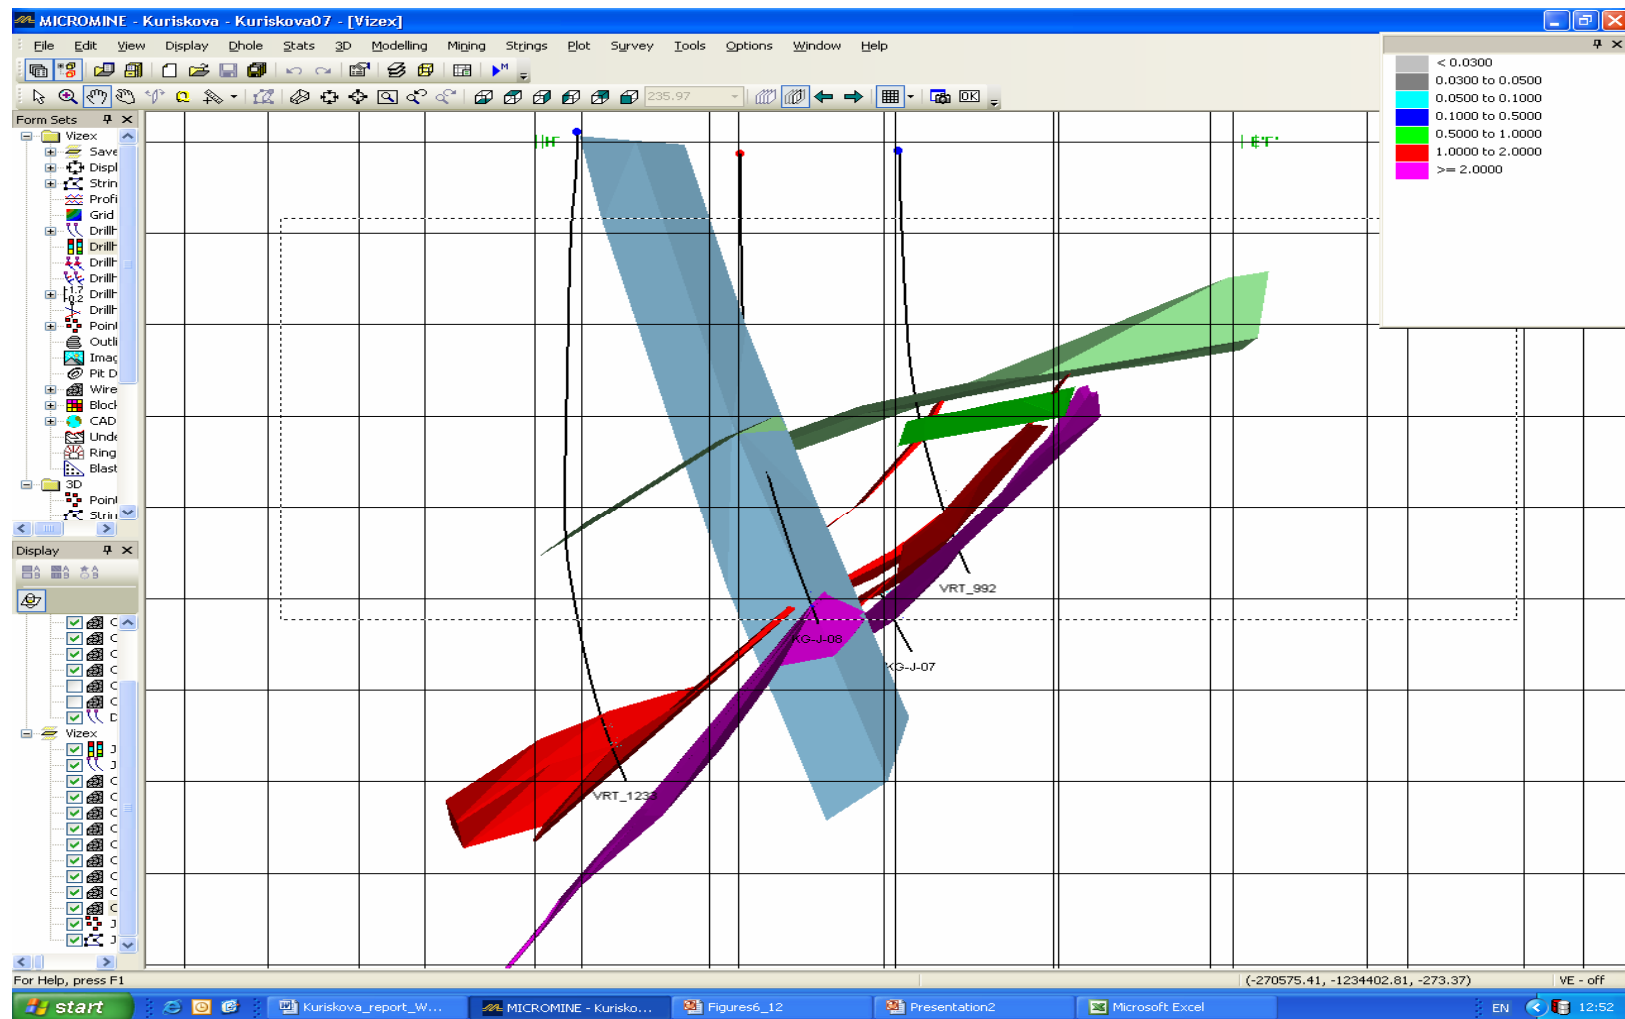 MICROMINE - Kuriskova - Kuriskova07 - [Vizex]
File Edit View Display Dhole Stats 3D Modelling Mining Strings Plot Survey Tools Options Window Help
235.97
OK
Form Sets
Vizex
Save
Displ
Strin
Profi
Grid
Drillh
Drillh
Drillh
Drillh
Drillh
Drillh
Point
Outli
Imag
Pit D
Wire
Block
CAD
Unde
Ring
Blast
3D
Point
Strin
Display
Vizex
< 0.0300
0.0300 to 0.0500
0.0500 to 0.1000
0.1000 to 0.5000
0.5000 to 1.0000
1.0000 to 2.0000
>= 2.0000
VRT_992
KG-J-08
KG-J-07
VRT_1233
For Help, press F1
(-270575.41, -1234402.81, -273.37)
VE - off
start
Kuriskova_report_W...
MICROMINE - Kurisko...
Figures6_12
Presentation2
Microsoft Excel
EN
12:52